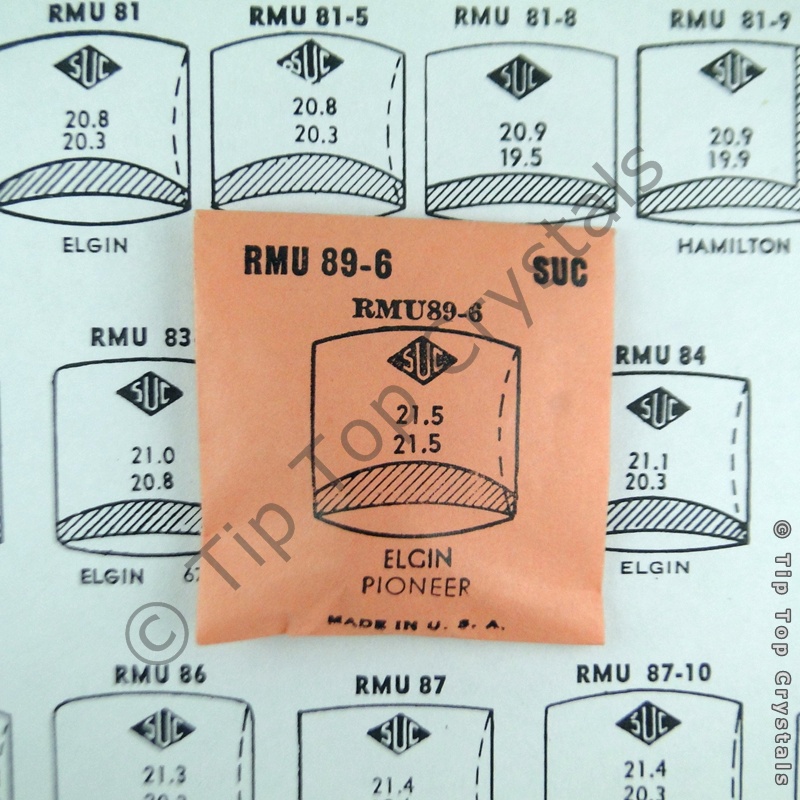 RMU 81
SUC
20.8
20.3
ELGIN
RMU 81-5
SUC
20.8
20.3
RMU 81-8
SUC
20.9
19.5
RMU 81-9
SUC
20.9
19.9
HAMILTON
RMU 83
SUC
21.0
20.8
ELGIN 67
RMU 89-6 SUC
RMU89-6
SUC
21.5
21.5
ELGIN
PIONEER
MADE IN U. S. A.
RMU 84
SUC
21.1
20.3
ELGIN
RMU 86
SUC
21.3
RMU 87
SUC
21.4
RMU 87-10
SUC
21.4
20.3
© Tip Top Crystals
© Tip Top Crystals